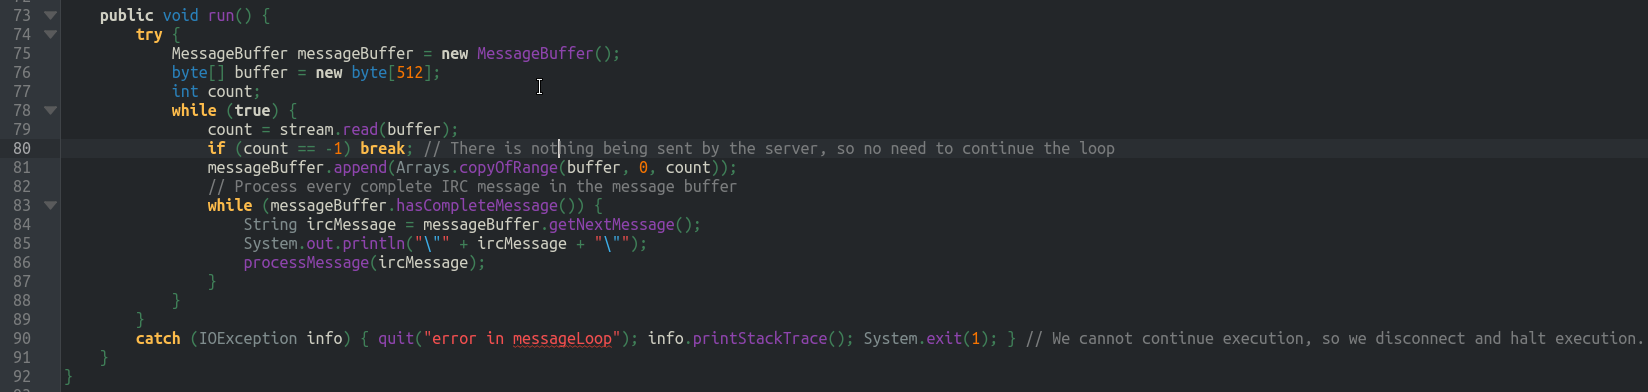 73 public void run() {
74 try {
75 MessageBuffer messageBuffer = new MessageBuffer();
76 byte[] buffer = new byte[512];
77 int count;
78 while (true) {
79 count = stream.read(buffer);
80 if (count == -1) break; // There is nothing being sent by the server, so no need to continue the loop
81 messageBuffer.append(Arrays.copyOfRange(buffer, 0, count));
82 // Process every complete IRC message in the message buffer
83 while (messageBuffer.hasCompleteMessage()) {
84 String ircMessage = messageBuffer.getNextMessage();
85 System.out.println("\"" + ircMessage + "\"");
86 processMessage(ircMessage);
87 }
88 }
89 }
90 catch (IOException info) { quit("error in messageLoop"); info.printStackTrace(); System.exit(1); } // We cannot continue execution, so we disconnect and halt execution.
91 }
92 }